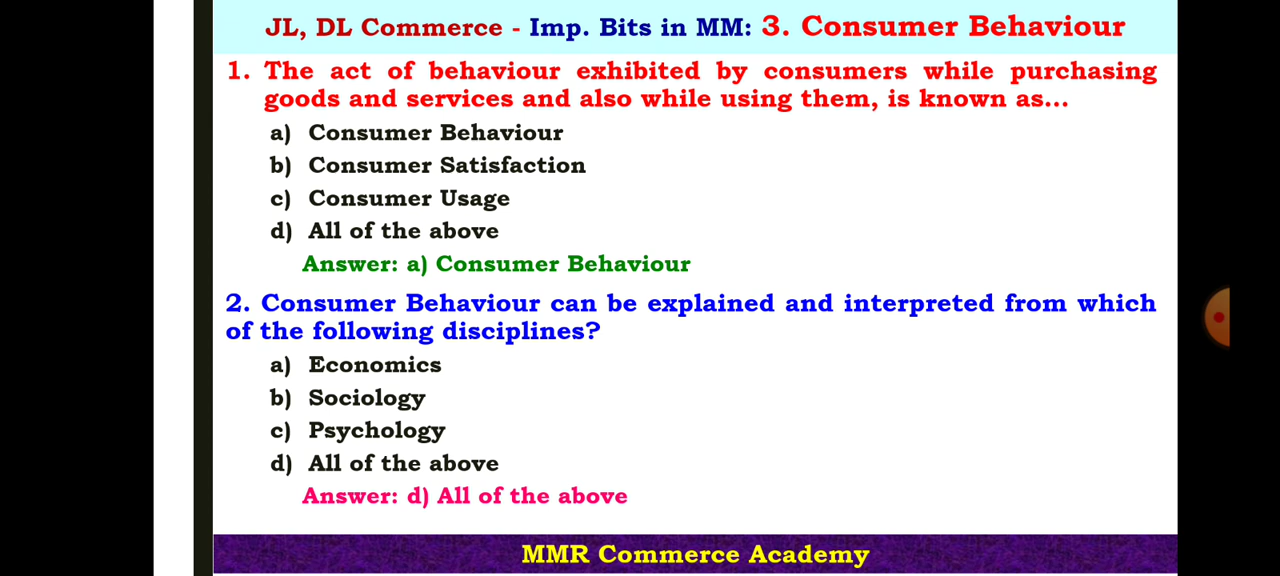 JL, DL Commerce - Imp. Bits in MM: 3. Consumer Behaviour
1. The act of behaviour exhibited by consumers while purchasing
goods and services and also while using them, is known as...
a) Consumer Behaviour
b) Consumer Satisfaction
c) Consumer Usage
d) All of the above
Answer: a) Consumer Behaviour
2. Consumer Behaviour can be explained and interpreted from which
of the following disciplines?
a) Economics
b) Sociology
c) Psychology
d) All of the above
Answer: d) All of the above
MMR Commerce Academy